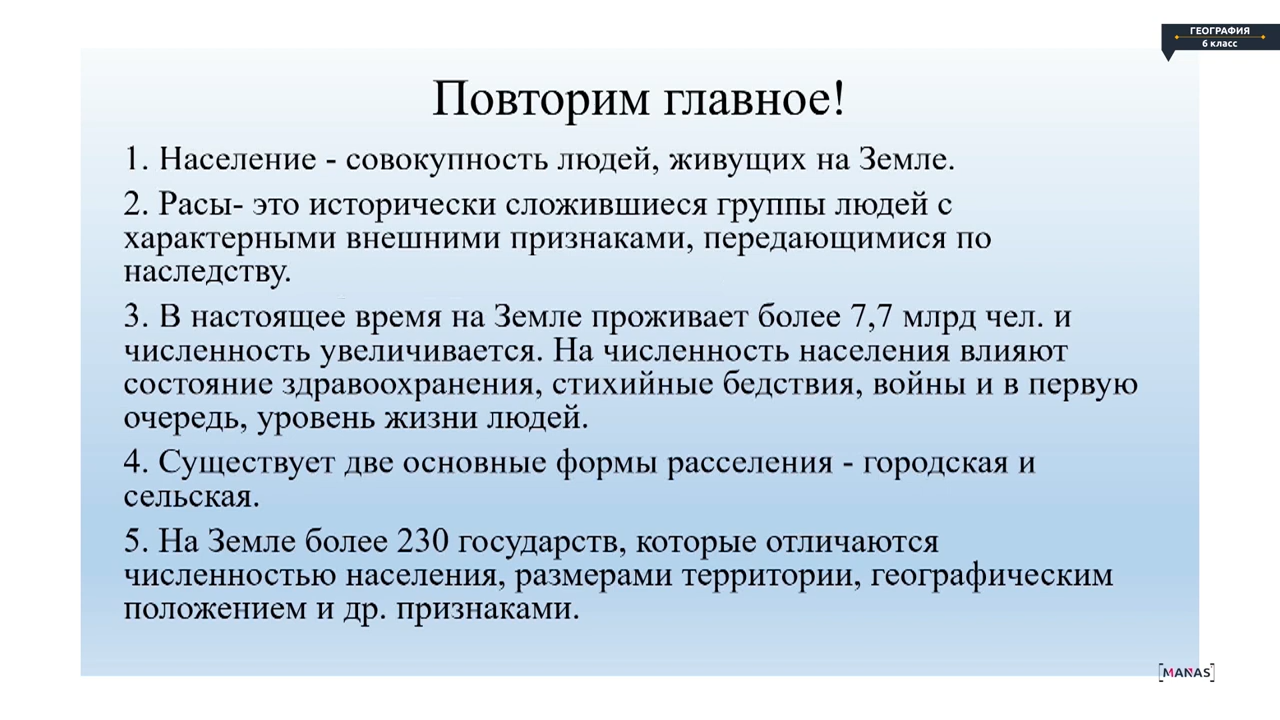 ГЕОГРАФИЯ
6 класс
Повторим главное!
1. Население - совокупность людей, живущих на Земле.
2. Расы- это исторически сложившиеся группы людей с
характерными внешними признаками, передающимися по
наследству.
3. В настоящее время на Земле проживает более 7,7 млрд чел. и
численность увеличивается. На численность населения влияют
состояние здравоохранения, стихийные бедствия, войны и в первую
очередь, уровень жизни людей.
4. Существует две основные формы расселения - городская и
сельская.
5. На Земле более 230 государств, которые отличаются
численностью населения, размерами территории, географическим
положением и др. признаками.
[MANAS]